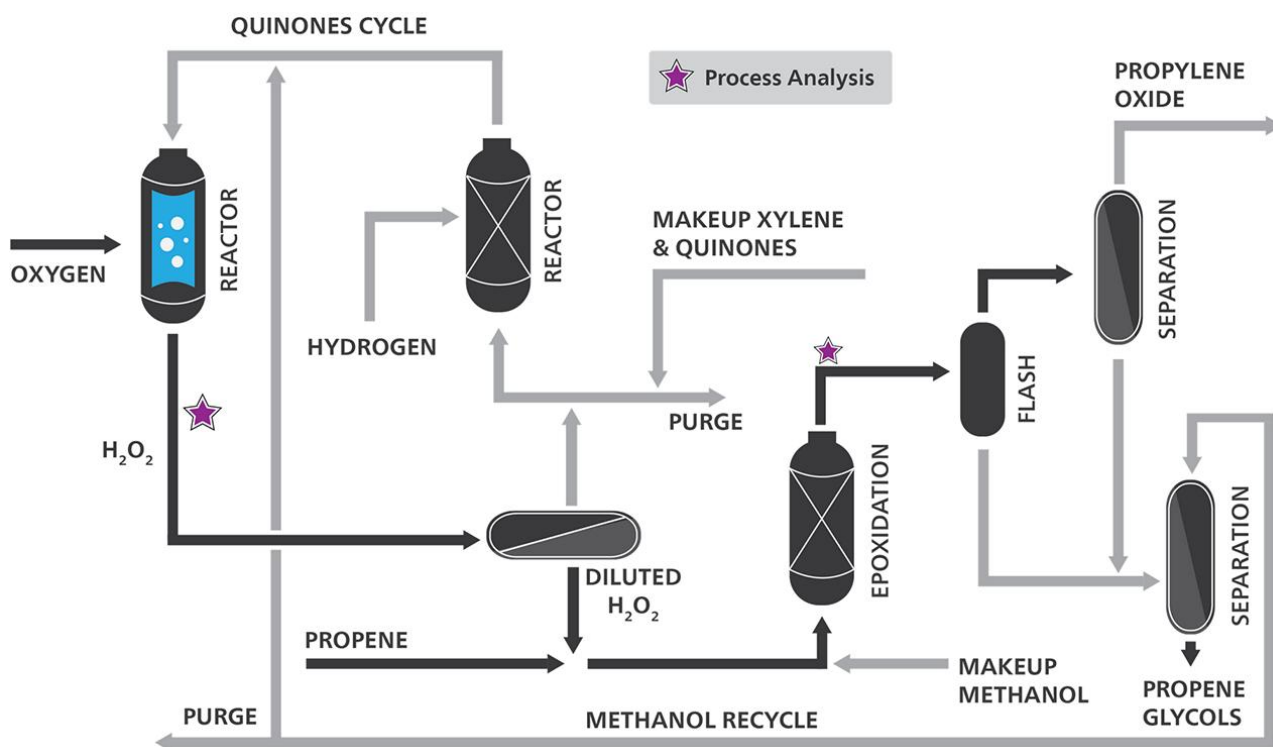 QUINONES CYCLE
Process Analysis
PROPYLENE
OXIDE
REACTOR
REACTOR
SEPARATION
OXYGEN
MAKEUP XYLENE
& QUINONES
HYDROGEN
FLASH
PURGE
H₂O₂
EPOXIDATION
SEPARATION
DILUTED
H₂O₂
PROPENE
MAKEUP
METHANOL
PROPENE
GLYCOLS
PURGE
METHANOL RECYCLE